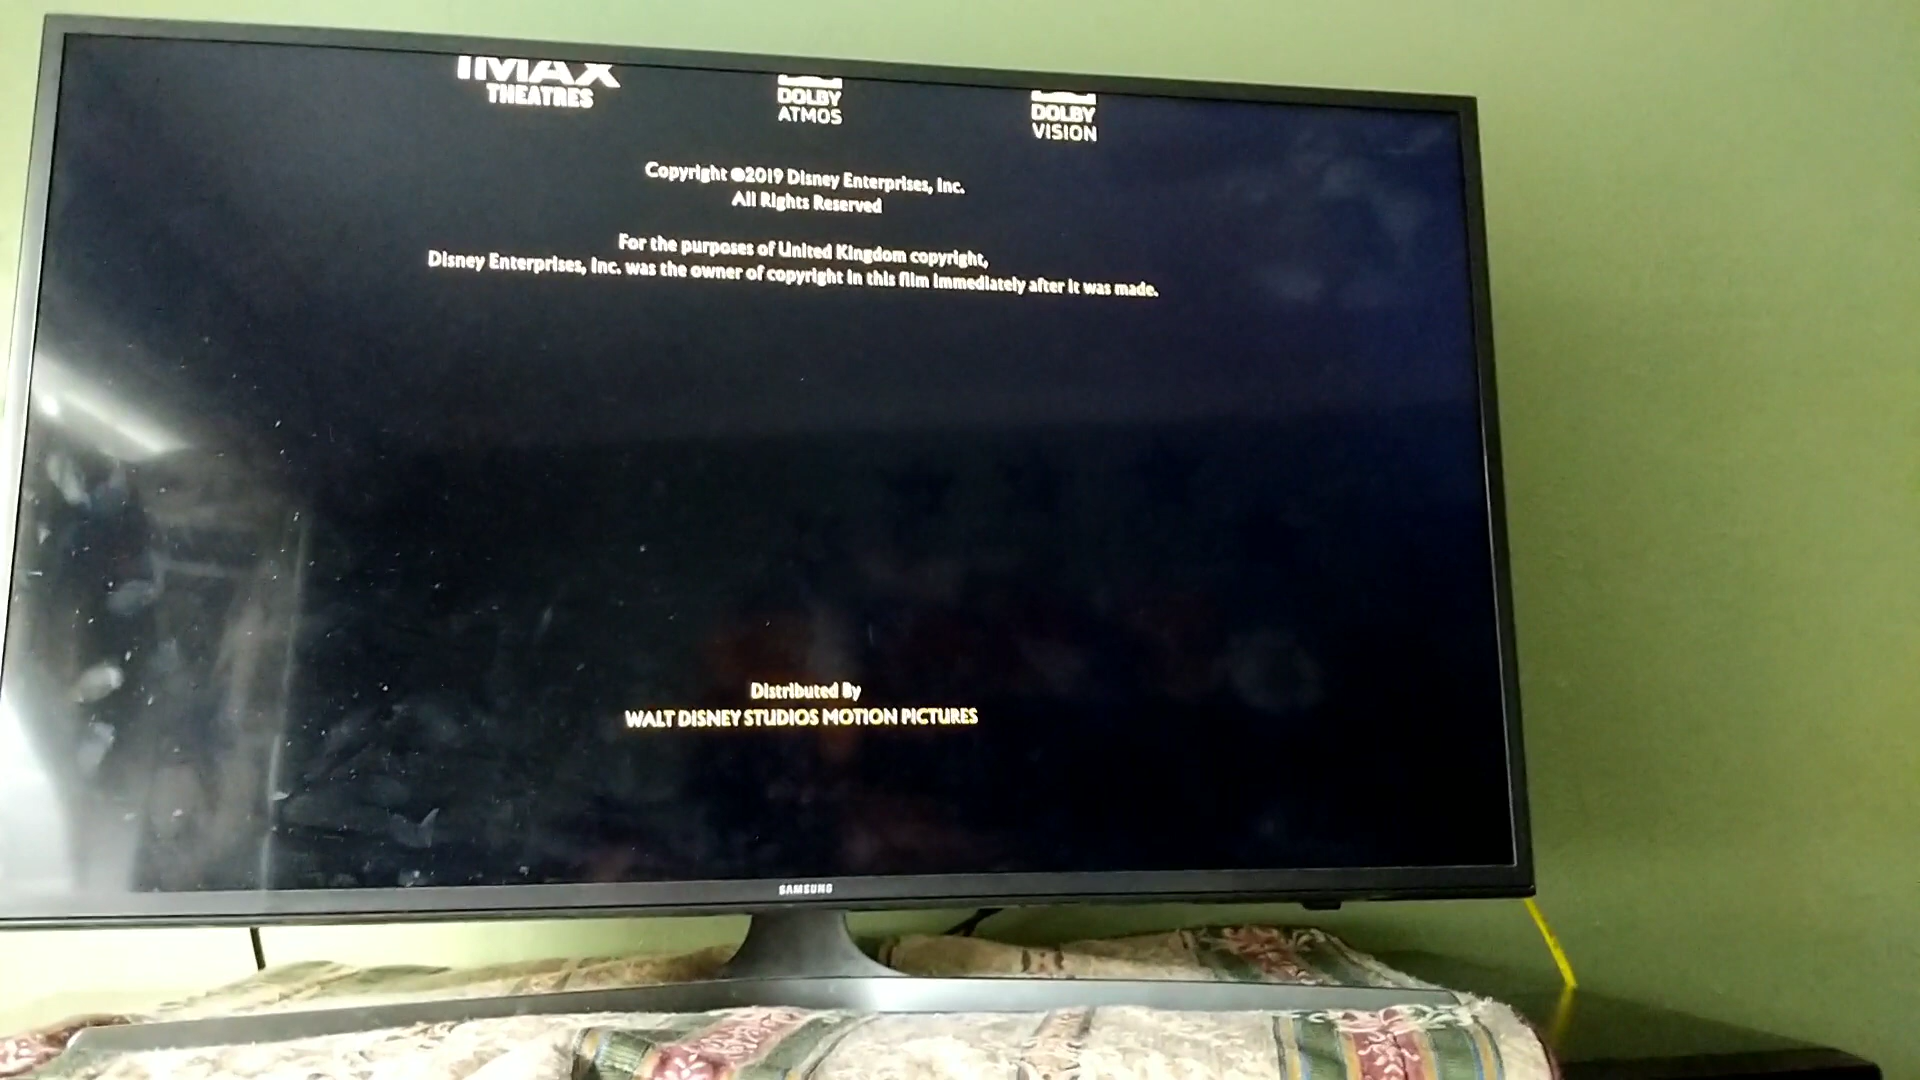 IMAX
THEATRES
DOLBY
ATMOS
DOLBY
VISION
Copyright ©2019 Disney Enterprises, Inc.
All Rights Reserved
For the purposes of United Kingdom copyright,
Disney Enterprises, Inc. was the owner of copyright in this film immediately after it was made.
Distributed By
WALT DISNEY STUDIOS MOTION PICTURES
SAMSUNG